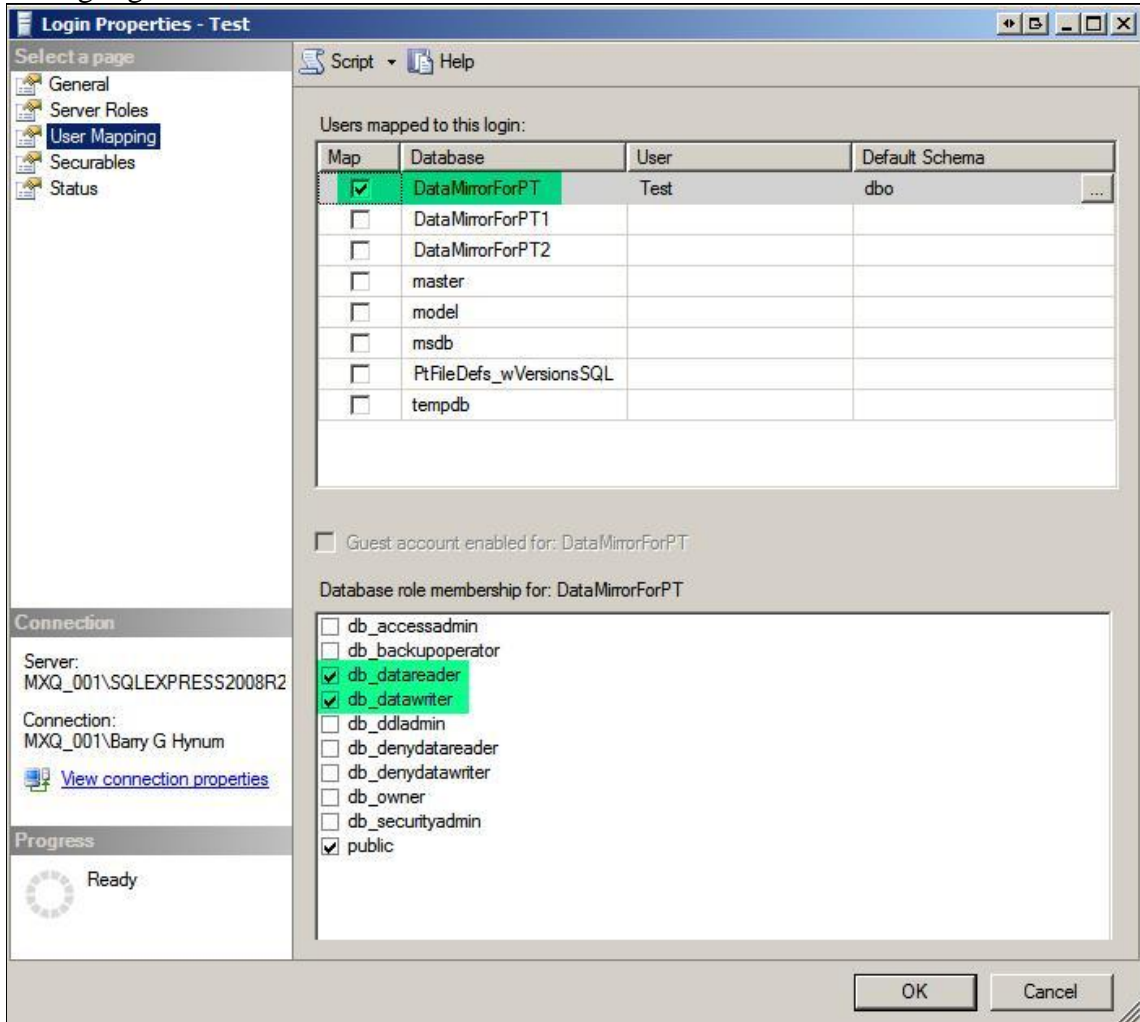 Login Properties - Test
Select a page
General
Server Roles
User Mapping
Securables
Status
Script Help
Users mapped to this login:
Map Database User Default Schema
DataMirrorForPT Test dbo ...
DataMirrorForPT1
DataMirrorForPT2
master
model
msdb
PtFileDefs_wVersionsSQL
tempdb
Guest account enabled for: DataMirrorForPT
Database role membership for: DataMirrorForPT
db_accessadmin
db_backupoperator
db_datareader
db_datawriter
db_ddladmin
db_denydatareader
db_denydatawriter
db_owner
db_securityadmin
public
Connection
Server:
MXQ_001\SQLEXPRESS2008R2
Connection:
MXQ_001\Barry G Hynum
View connection properties
Progress
Ready
OK Cancel